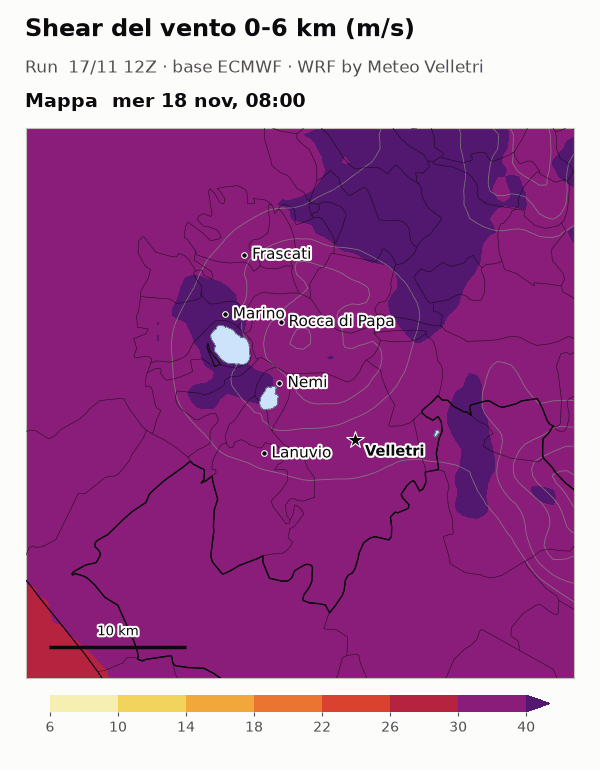 Shear del vento 0-6 km (m/s)
Run  17/11 12Z · base ECMWF · WRF by Meteo Velletri
Mappa  mer 18 nov, 08:00
Frascati
Marino
Rocca di Papa
Nemi
Velletri
Lanuvio
10 km
6 10 14 18 22 26 30 40